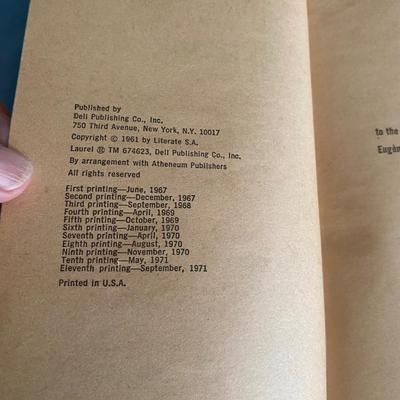 Published by
Dell Publishing Co., Inc.
750 Third Avenue, New York, N.Y. 10017
Copyright © 1961 by Literate S.A.
Laurel ® TM 674623, Dell Publishing Co., Inc.
By arrangement with Atheneum Publishers
All rights reserved
First printing—June, 1967
Second printing—December, 1967
Third printing—September, 1968
Fourth printing—April, 1969
Fifth printing—October, 1969
Sixth printing—January, 1970
Seventh printing—April, 1970
Eighth printing—August, 1970
Ninth printing—November, 1970
Tenth printing—May, 1971
Eleventh printing—September, 1971
Printed in U.S.A.
to the
Eugèn